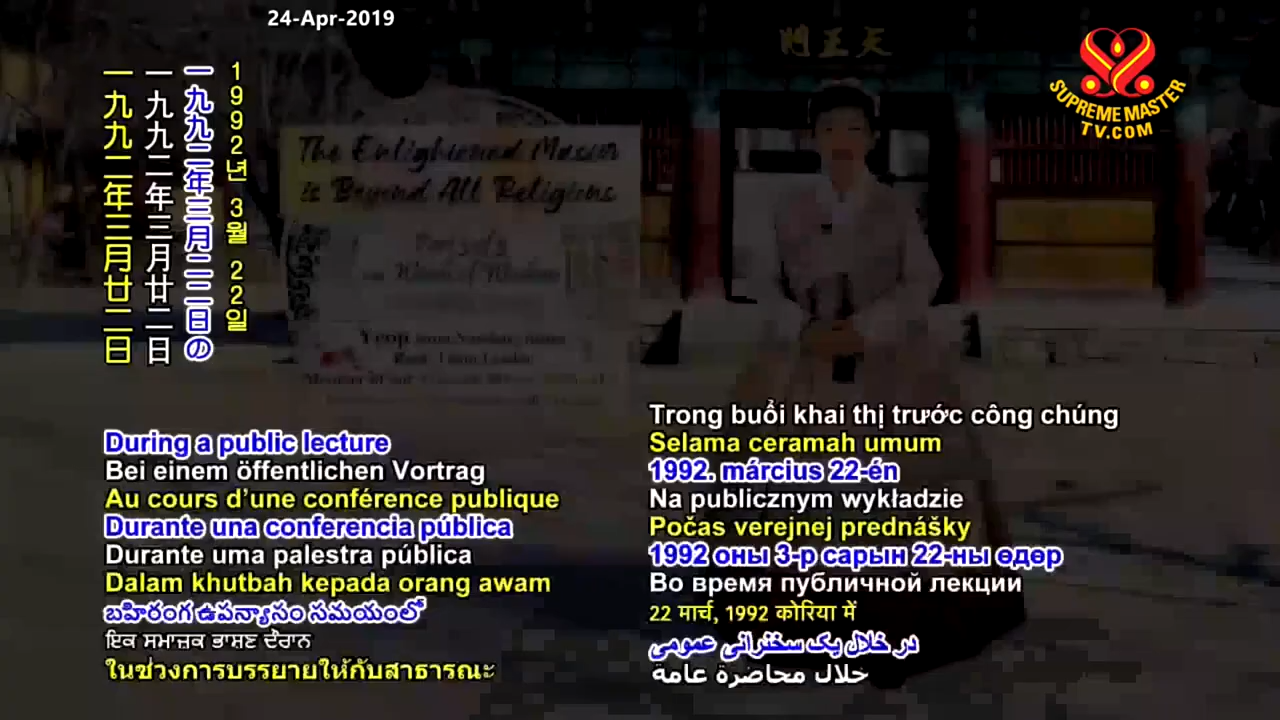 24-Apr-2019
SUPREME MASTER
TV.COM
天正門
The Enlightened Master
is Beyond All Religions
一九九二年三月廿二日
一九九二年三月廿二日
一九九二年三月二二日の
1992년 3월 22일
During a public lecture
Bei einem öffentlichen Vortrag
Au cours d’une conférence publique
Durante una conferencia pública
Durante uma palestra pública
Dalam khutbah kepada orang awam
బహిరంగ ఉపన్యాసం సమయంలో
ਇਕ ਸਮਾਜਕ ਭਾਸ਼ਣ ਦੌਰਾਨ
ในช่วงการบรรยายให้กับสาธารณะ
Trong buổi khai thị trước công chúng
Selama ceramah umum
1992. március 22-én
Na publicznym wykładzie
Počas verejnej prednášky
1992 оны 3-р сарын 22-ны өдөр
Во время публичной лекции
22 मार्च, 1992 कोरिया में
در خلال یک سخنرانی عمومی
خلال محاضرة عامة